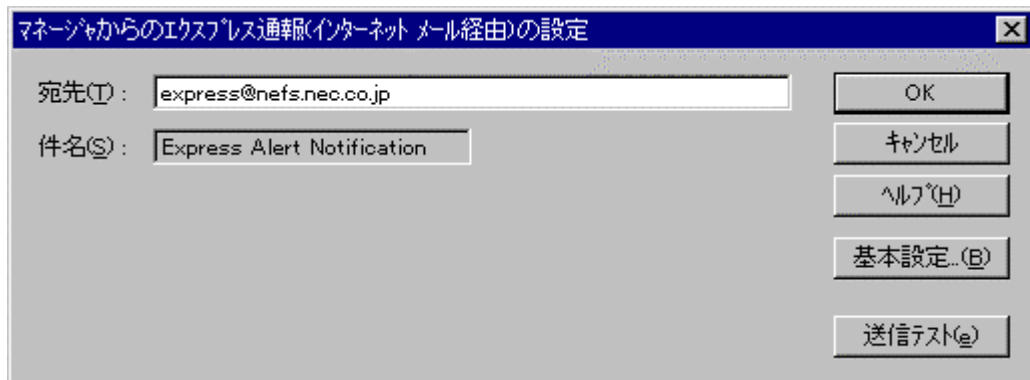 マネージャからのエクスプレス通報(インターネット メール経由)の設定
宛先(T): express@nefs.nec.co.jp
OK
件名(S): Express Alert Notification
キャンセル
ヘルプ(H)
基本設定...(B)
送信テスト(e)